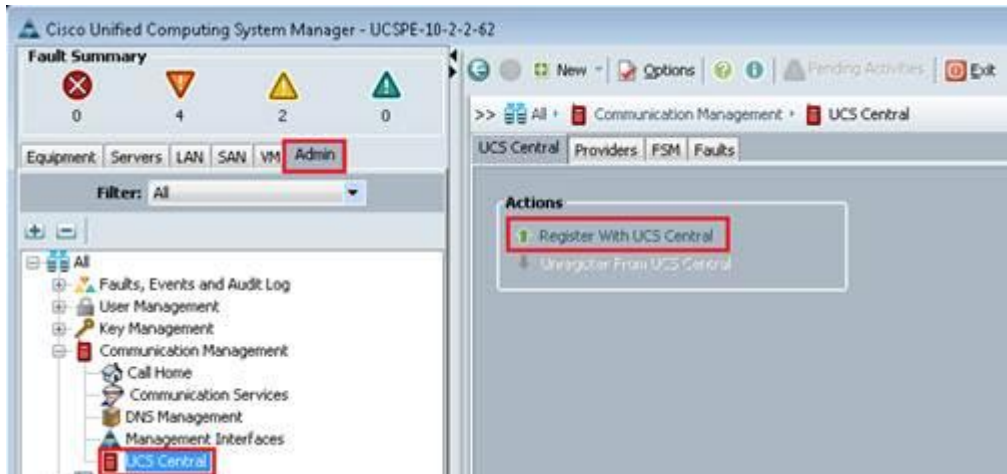 Cisco Unified Computing System Manager - UCSPE-10-2-2-62
Fault Summary
0 4 2 0
Equipment Servers LAN SAN VM Admin
Filter: All
All
Faults, Events and Audit Log
User Management
Key Management
Communication Management
Call Home
Communication Services
DNS Management
Management Interfaces
UCS Central
New Options Pending Activities Exit
>> All Communication Management UCS Central
UCS Central Providers FSM Faults
Actions
Register With UCS Central
Unregister From UCS Central